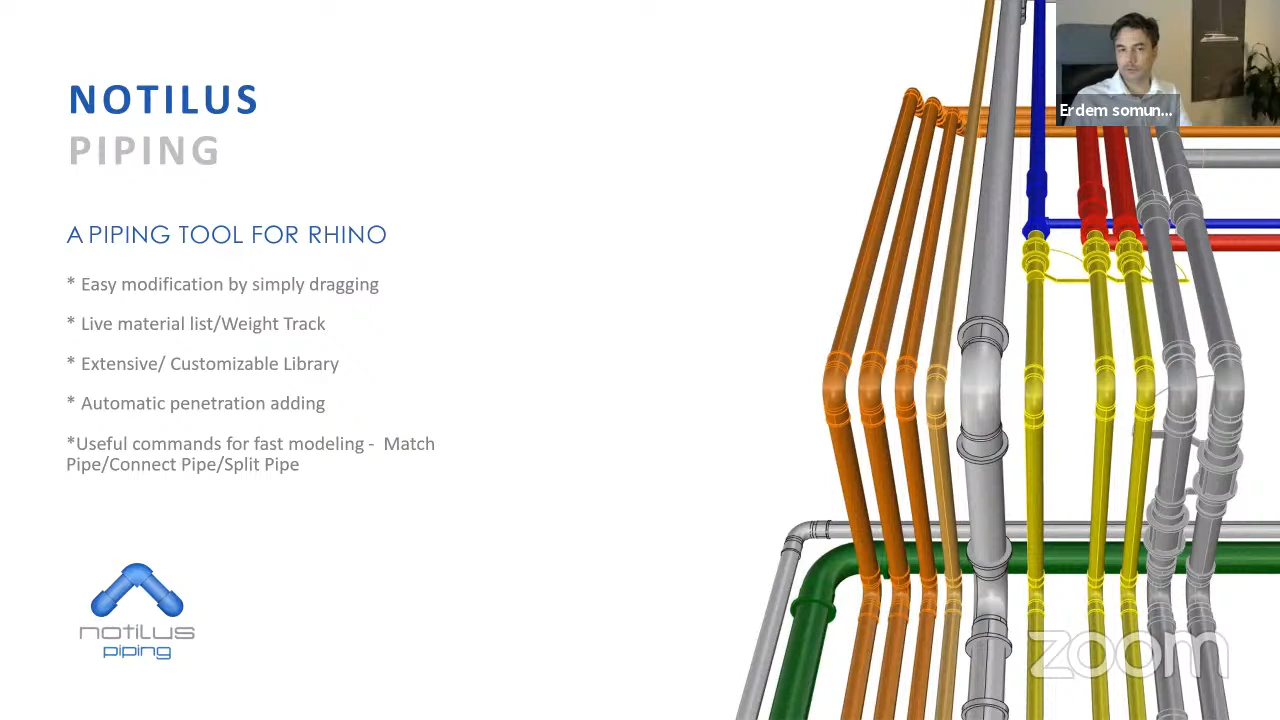 NOTILUS
PIPING
A PIPING TOOL FOR RHINO
* Easy modification by simply dragging
* Live material list/Weight Track
* Extensive/ Customizable Library
* Automatic penetration adding
*Useful commands for fast modeling -  Match
Pipe/Connect Pipe/Split Pipe
notilus
piping
Erdem somun...
zoom